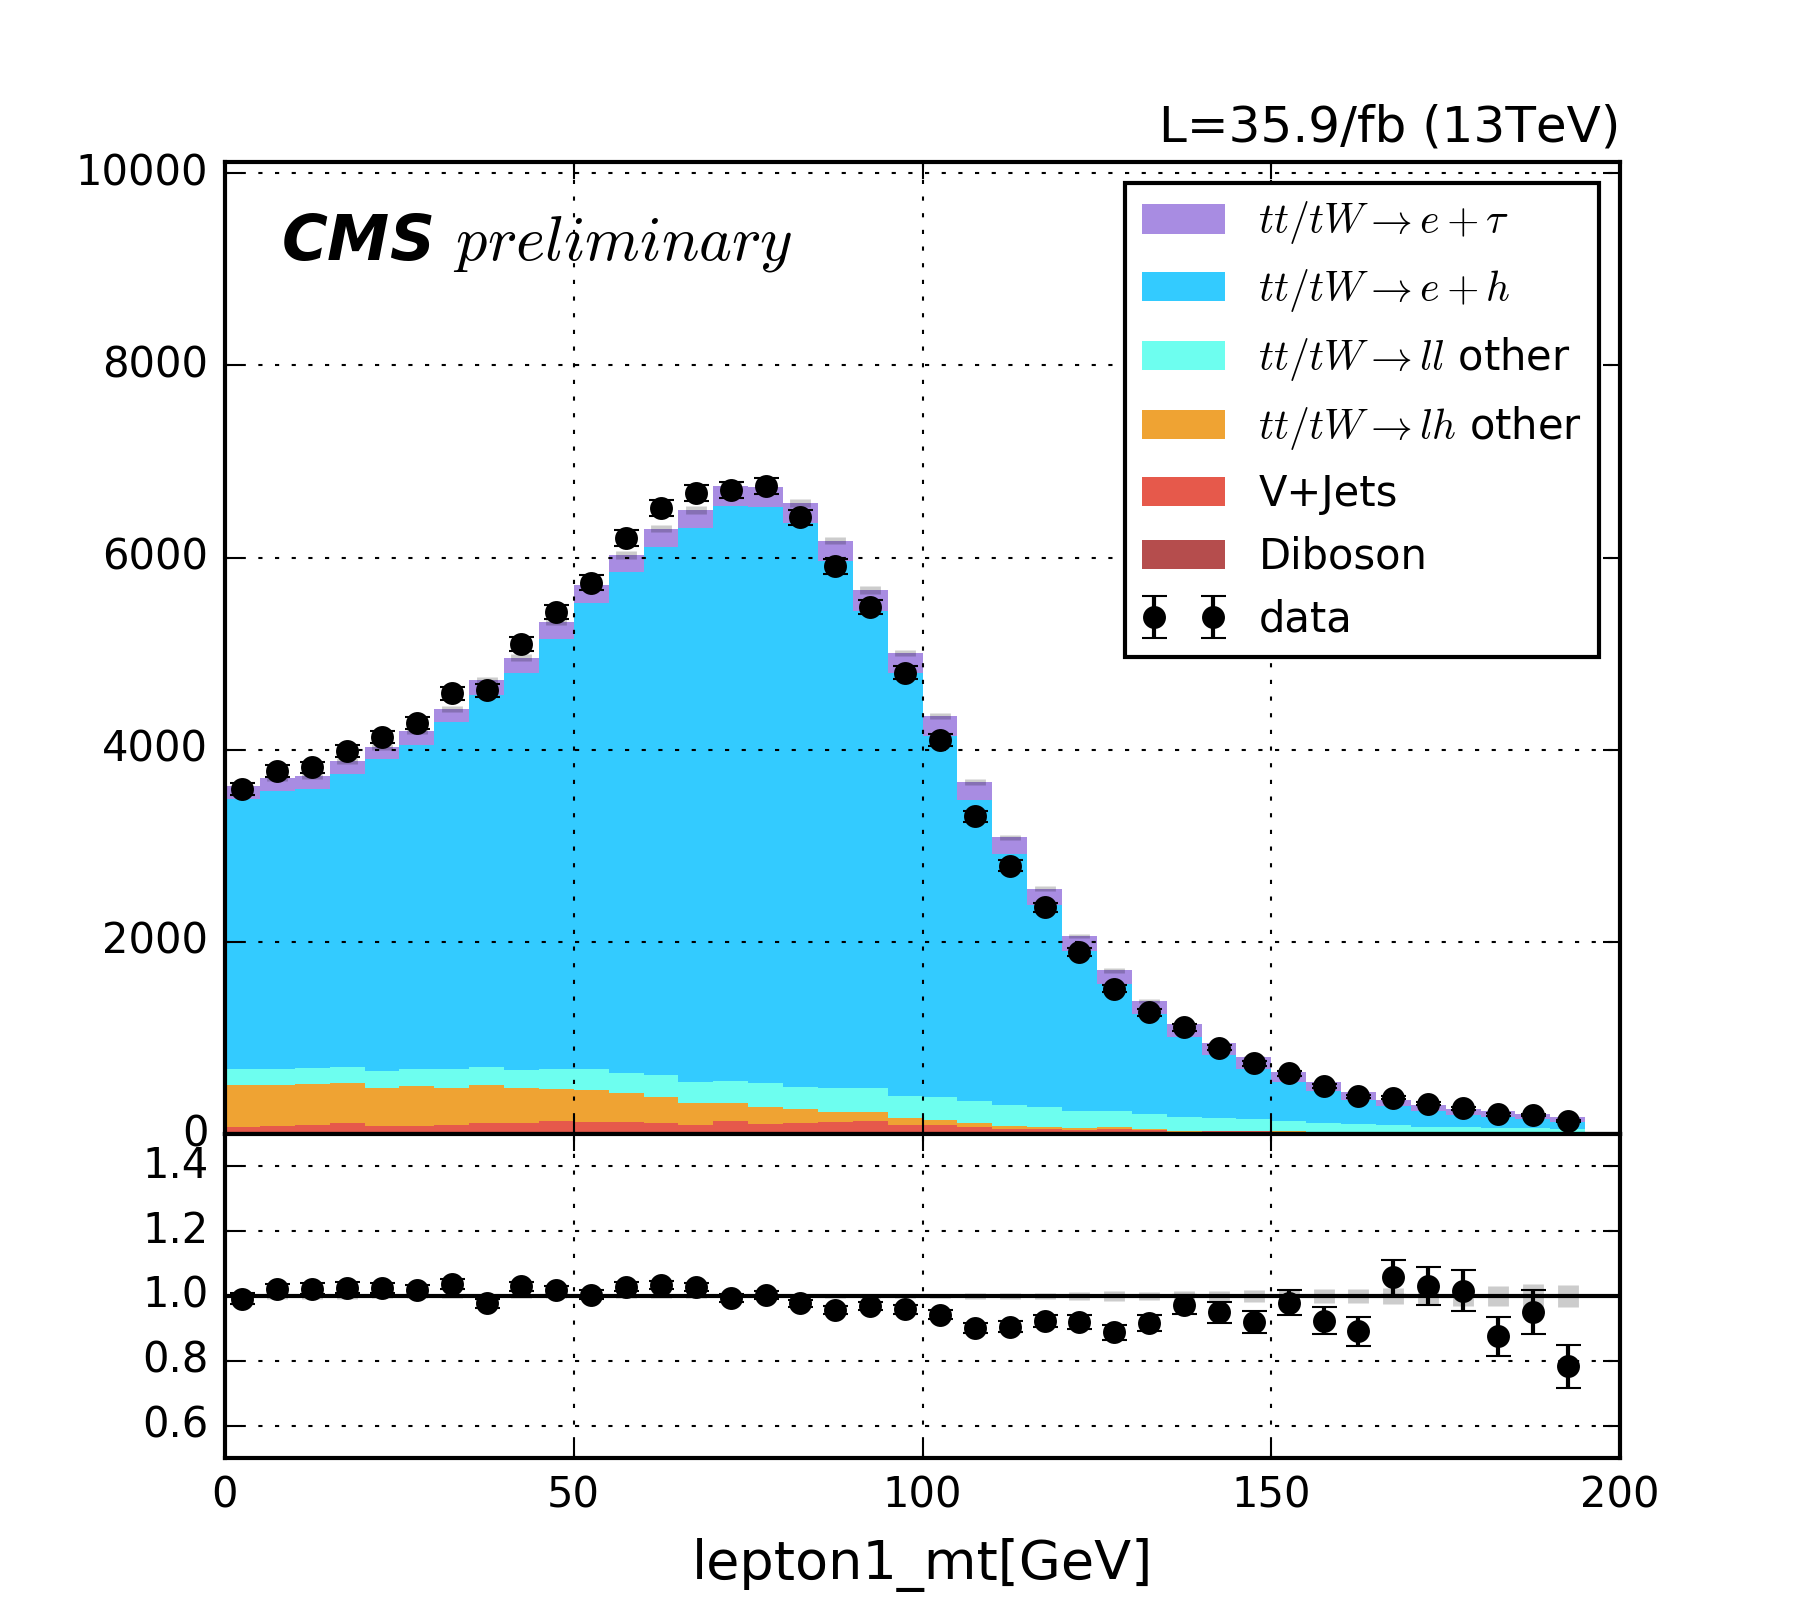 L=35.9/fb (13TeV)
CMS preliminary
10000
8000
6000
4000
2000
0
tt/tW → e + τ
tt/tW → e + h
tt/tW → ll other
tt/tW → lh other
V+Jets
Diboson
data
1.4
1.2
1.0
0.8
0.6
0 50 100 150 200
lepton1_mt[GeV]